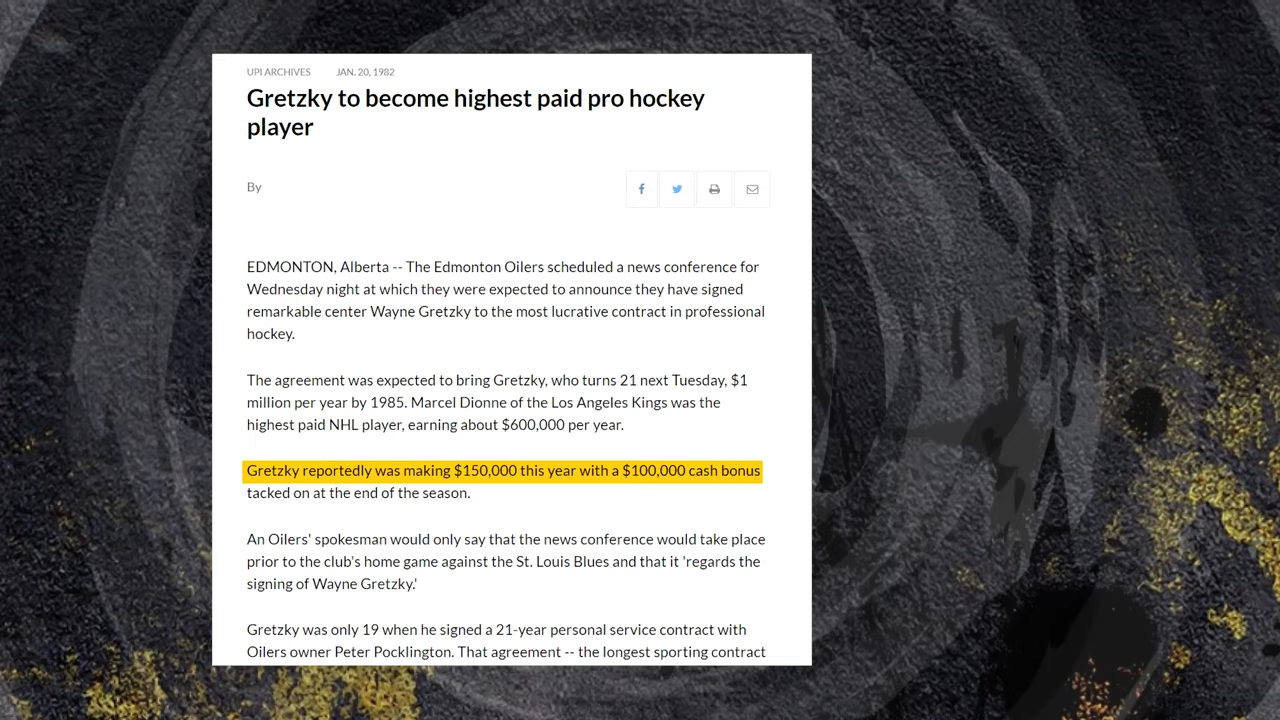 UPI ARCHIVES JAN. 20, 1982
Gretzky to become highest paid pro hockey
player
By
EDMONTON, Alberta -- The Edmonton Oilers scheduled a news conference for
Wednesday night at which they were expected to announce they have signed
remarkable center Wayne Gretzky to the most lucrative contract in professional
hockey.
The agreement was expected to bring Gretzky, who turns 21 next Tuesday, $1
million per year by 1985. Marcel Dionne of the Los Angeles Kings was the
highest paid NHL player, earning about $600,000 per year.
Gretzky reportedly was making $150,000 this year with a $100,000 cash bonus
tacked on at the end of the season.
An Oilers' spokesman would only say that the news conference would take place
prior to the club's home game against the St. Louis Blues and that it 'regards the
signing of Wayne Gretzky.'
Gretzky was only 19 when he signed a 21-year personal service contract with
Oilers owner Peter Pocklington. That agreement -- the longest sporting contract